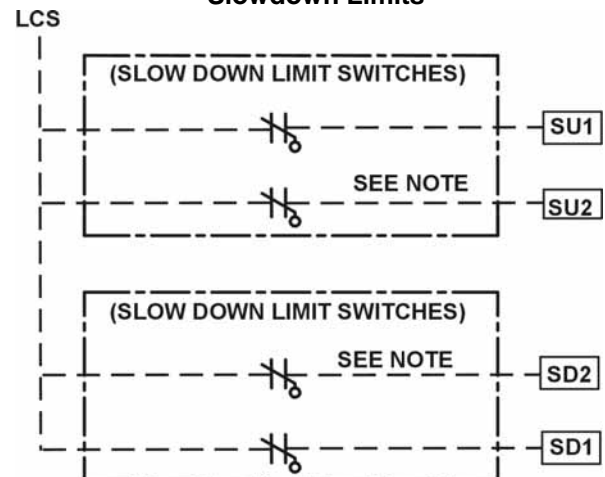 Slowdown Limits
LCS
(SLOW DOWN LIMIT SWITCHES)
SU1
SEE NOTE
SU2
(SLOW DOWN LIMIT SWITCHES)
SEE NOTE
SD2
SD1